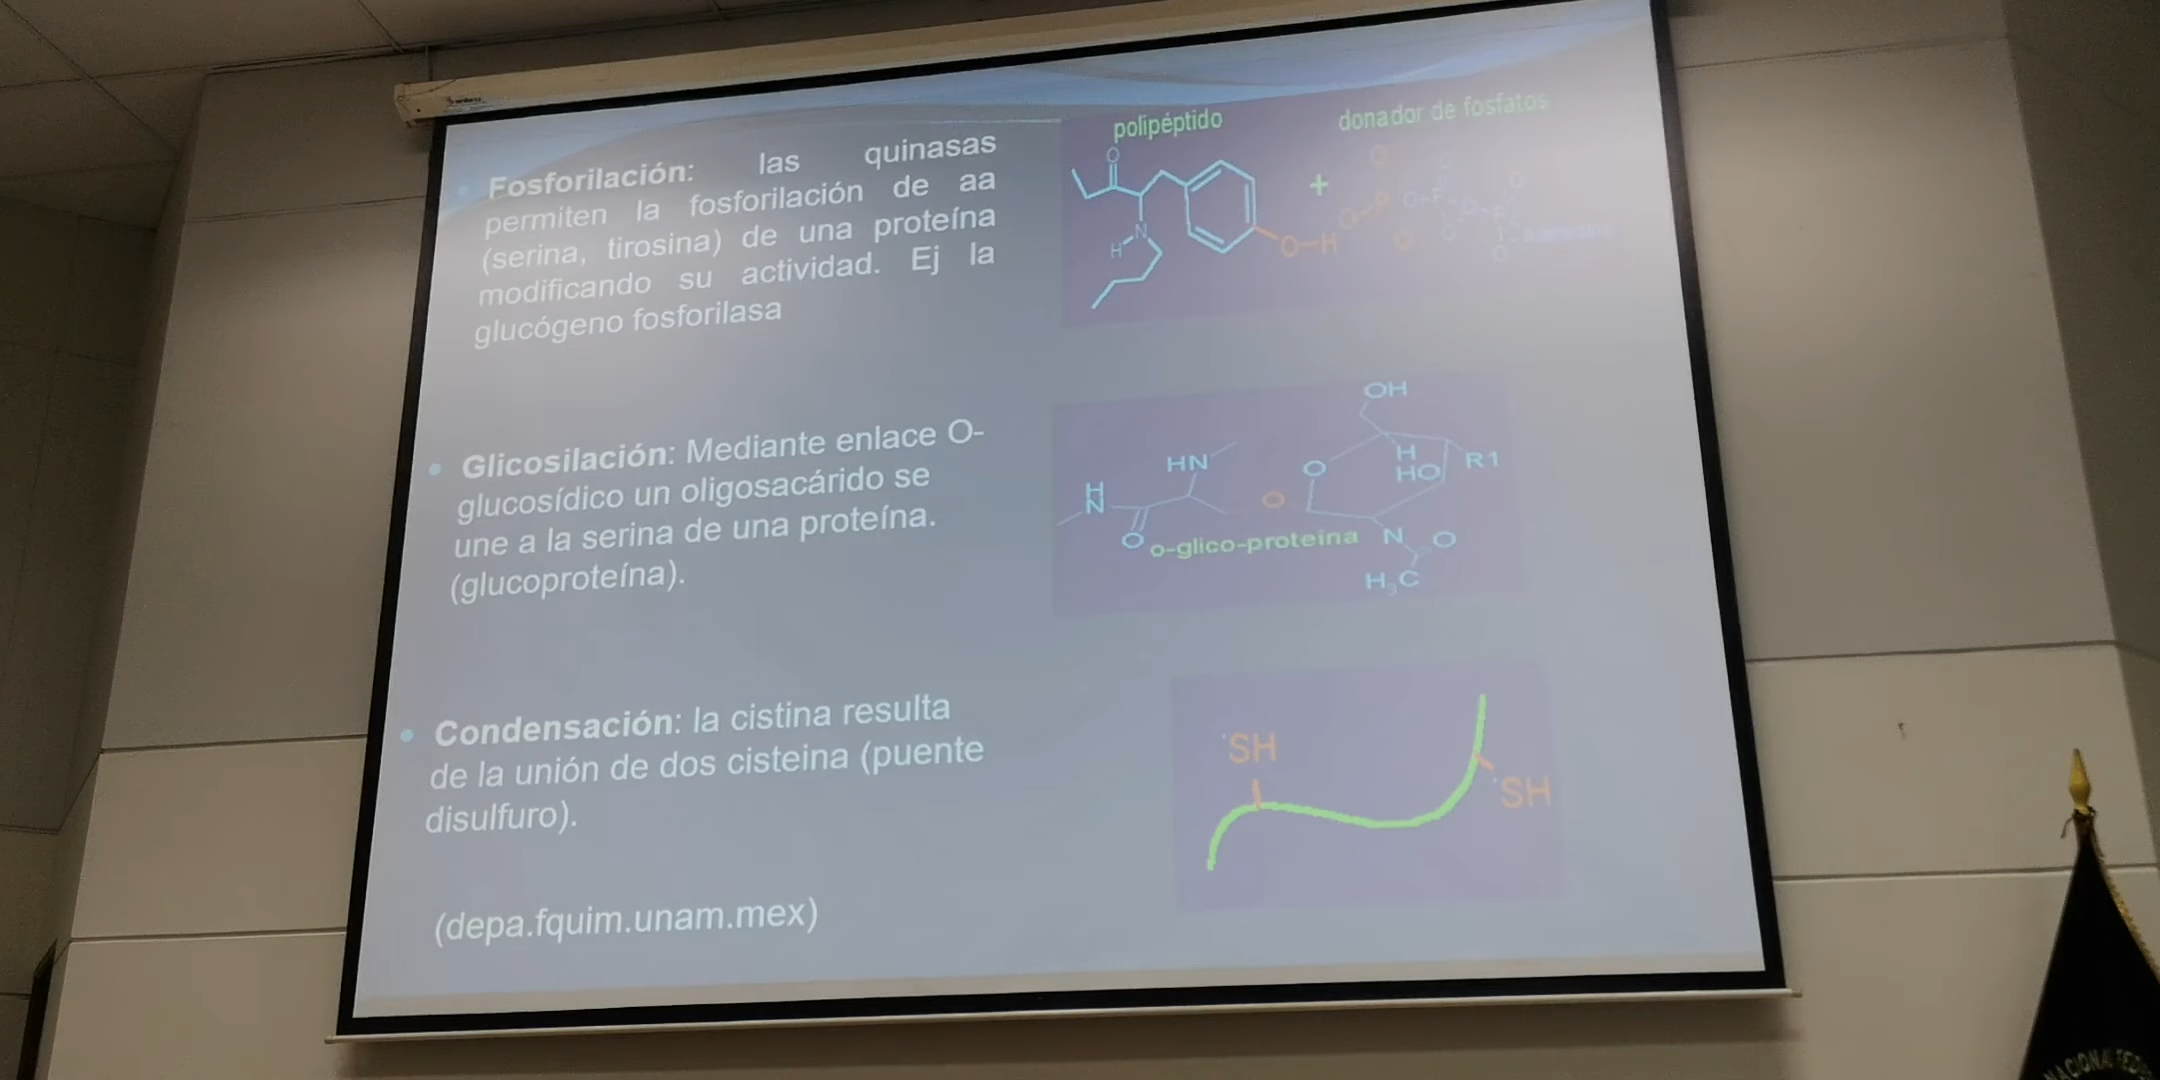 Fosforilación: las quinasas
permiten la fosforilación de aa
(serina, tirosina) de una proteína
modificando su actividad. Ej la
glucógeno fosforilasa
polipéptido
donador de fosfatos
O
N
H
+
O-H
Glicosilación: Mediante enlace O-
glucosídico un oligosacárido se
une a la serina de una proteína.
(glucoproteína).
OH
HN
O
H
HO
R1
H
N
O
O
o-glico-proteína
N
O
H3C
Condensación: la cistina resulta
de la unión de dos cisteina (puente
disulfuro).
SH
SH
(depa.fquim.unam.mex)